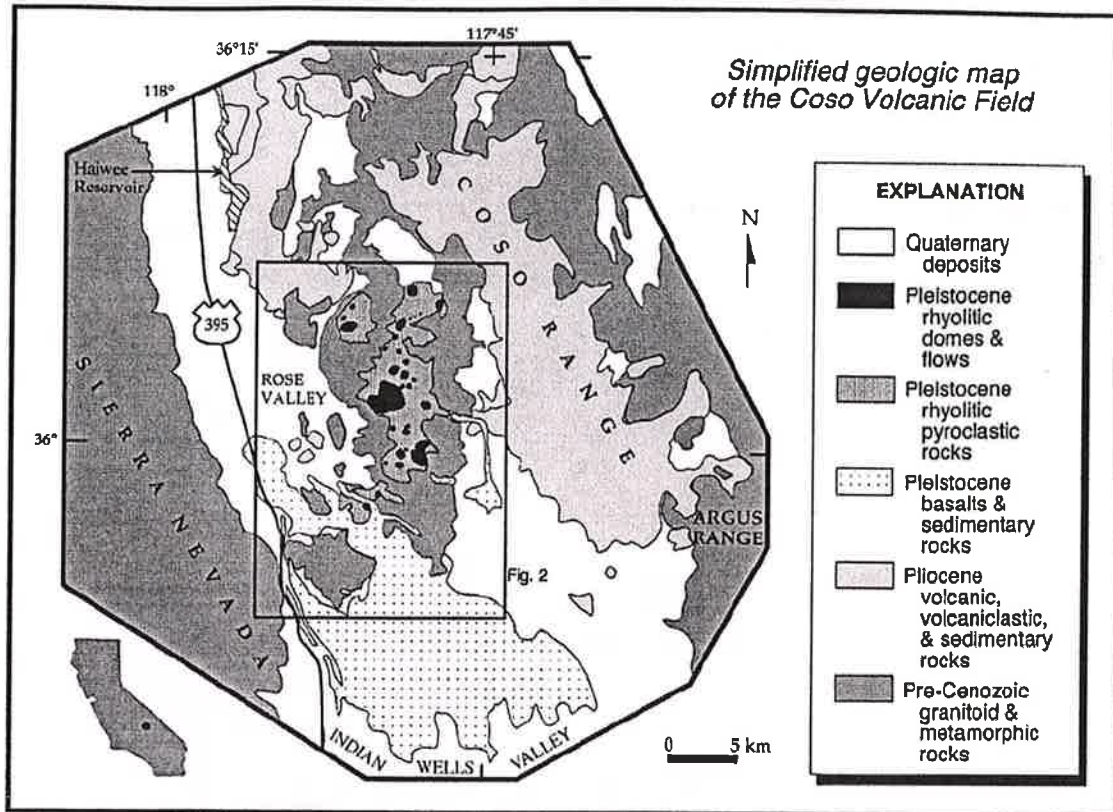 Simplified geologic map
of the Coso Volcanic Field
36°15'
117°45'
118°
Haiwee
Reservoir
COSO RANGE
N
395
ROSE
VALLEY
SIERRA NEVADA
36°
ARGUS
RANGE
Fig. 2
INDIAN WELLS VALLEY
0 5 km
EXPLANATION
Quaternary
deposits
Pleistocene
rhyolitic
domes &
flows
Pleistocene
rhyolitic
pyroclastic
rocks
Pleistocene
basalts &
sedimentary
rocks
Pliocene
volcanic,
volcaniclastic,
& sedimentary
rocks
Pre-Cenozoic
granitoid &
metamorphic
rocks